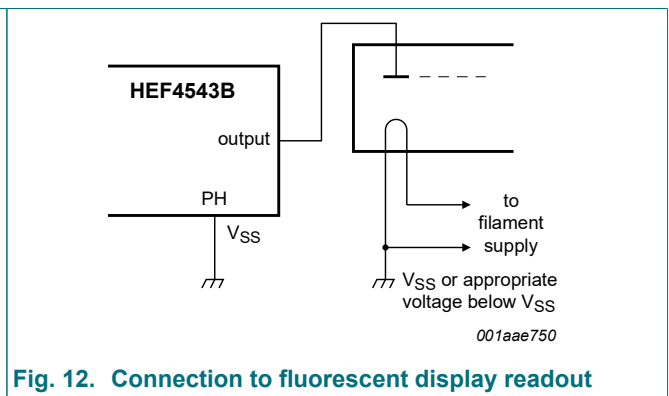 HEF4543B
output
PH
VSS
to
filament
supply
VSS or appropriate
voltage below VSS
001aae750
Fig. 12. Connection to fluorescent display readout